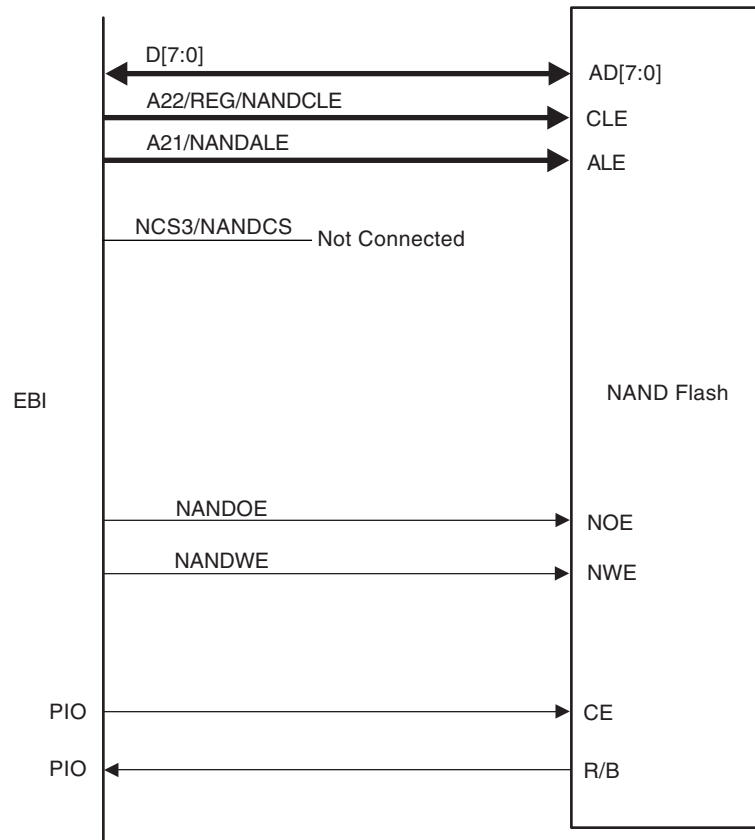 D[7:0]
AD[7:0]
A22/REG/NANDCLE
CLE
A21/NANDALE
ALE
NCS3/NANDCS
Not Connected
EBI
NAND Flash
NANDOE
NOE
NANDWE
NWE
PIO
CE
PIO
R/B